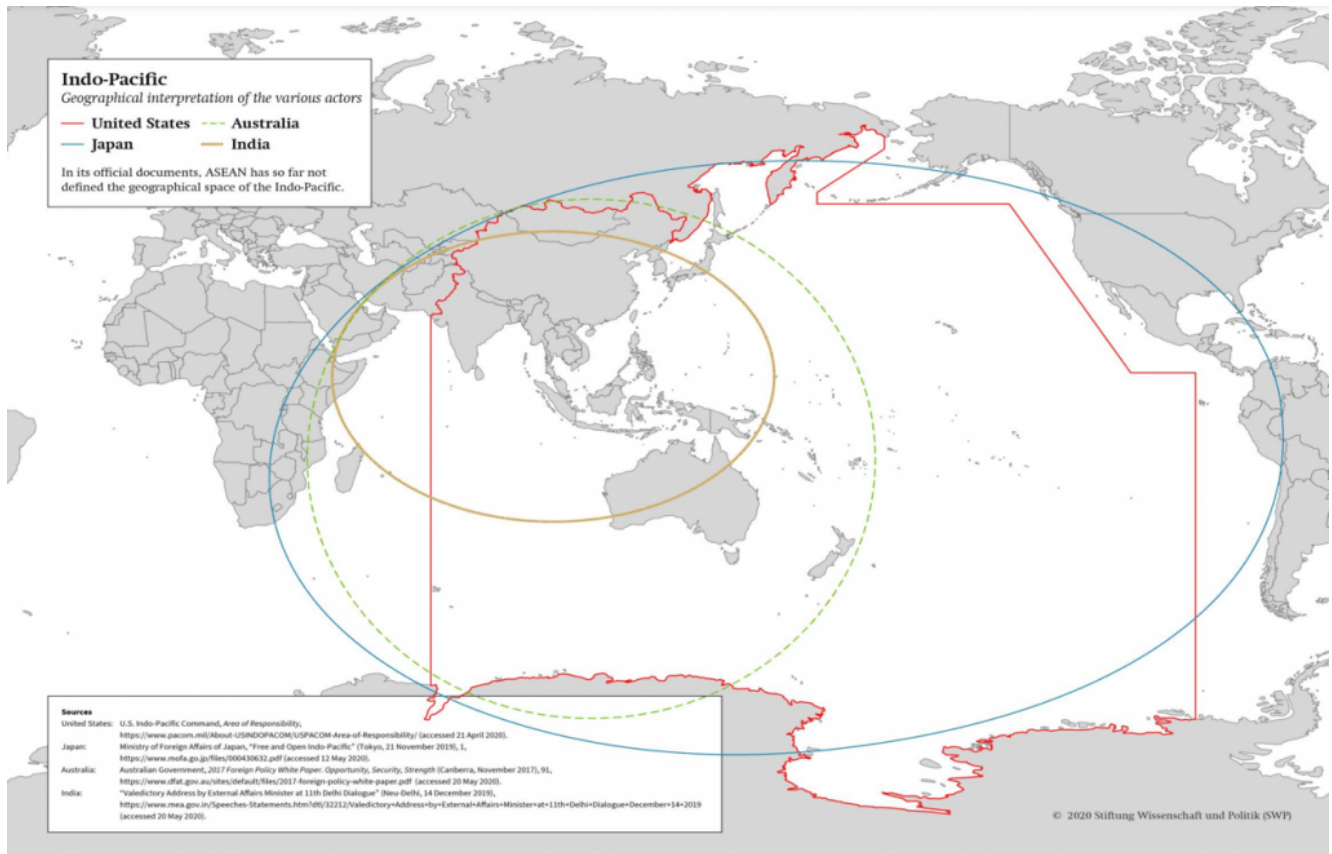 Indo-Pacific
Geographical interpretation of the various actors
United States
Australia
Japan
India
In its official documents, ASEAN has so far not
defined the geographical space of the Indo-Pacific.
Sources
United States: U.S. Indo-Pacific Command, Area of Responsibility,
https://www.pacom.mil/About-USINDOPACOM/USPACOM-Area-of-Responsibility/ (accessed 21 April 2020).
Japan: Ministry of Foreign Affairs of Japan, “Free and Open Indo-Pacific” (Tokyo, 21 November 2019), 1,
https://www.mofa.go.jp/files/000430632.pdf (accessed 12 May 2020).
Australia: Australian Government, 2017 Foreign Policy White Paper. Opportunity, Security, Strength (Canberra, November 2017), 91,
https://www.dfat.gov.au/sites/default/files/2017-foreign-policy-white-paper.pdf (accessed 20 May 2020).
India: “Valedictory Address by External Affairs Minister at 11th Delhi Dialogue” (Neu-Delhi, 14 December 2019),
https://www.mea.gov.in/Speeches-Statements.htm?dtl/32212/Valedictory+Address+by+External+Affairs+Minister+at+11th+Delhi+Dialogue+December+14+2019
(accessed 20 May 2020).
© 2020 Stiftung Wissenschaft und Politik (SWP)